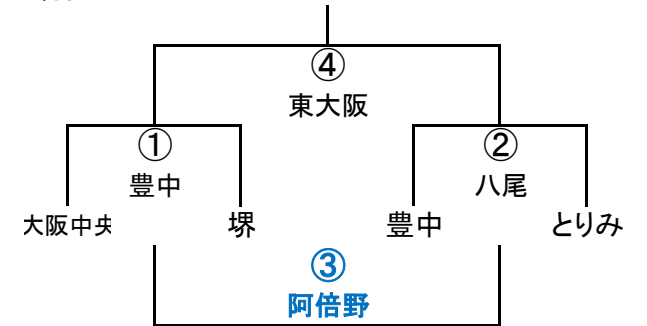 ④
東大阪
① ②
豊中 八尾
大阪中央 堺 豊中 とりみ
③
阿倍野